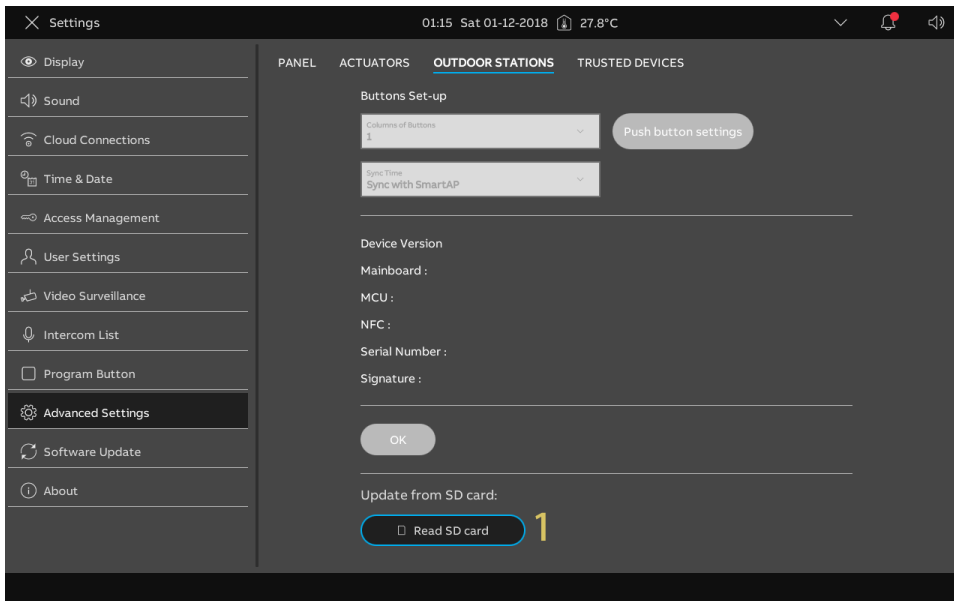 Settings
01:15 Sat 01-12-2018 27.8°C
Display
Sound
Cloud Connections
Time & Date
Access Management
User Settings
Video Surveillance
Intercom List
Program Button
Advanced Settings
Software Update
About
PANEL ACTUATORS OUTDOOR STATIONS TRUSTED DEVICES
Buttons Set-up
Columns of Buttons
1
Push button settings
Sync Time
Sync with SmartAP
Device Version
Mainboard :
MCU :
NFC :
Serial Number :
Signature :
OK
Update from SD card:
Read SD card 1